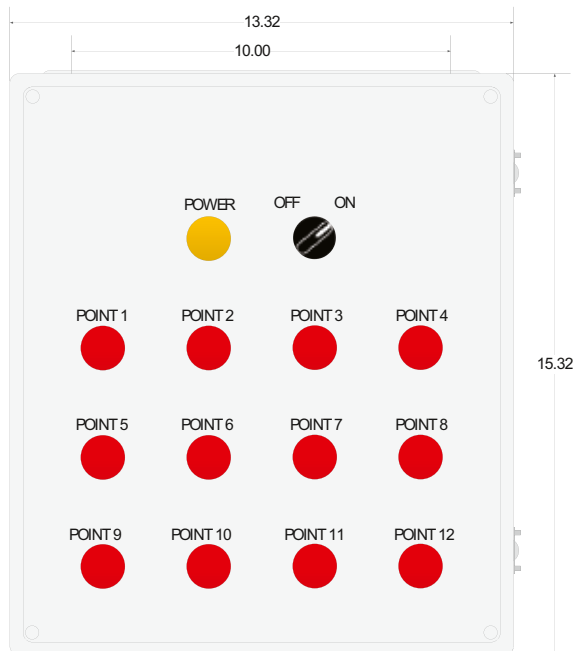 13.32
10.00
POWER OFF ON
POINT 1 POINT 2 POINT 3 POINT 4
15.32
POINT 5 POINT 6 POINT 7 POINT 8
POINT 9 POINT 10 POINT 11 POINT 12